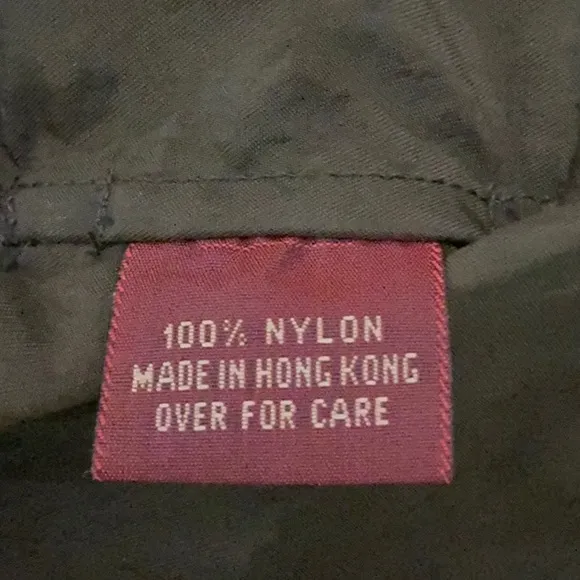 100% NYLON
MADE IN HONG KONG
OVER FOR CARE